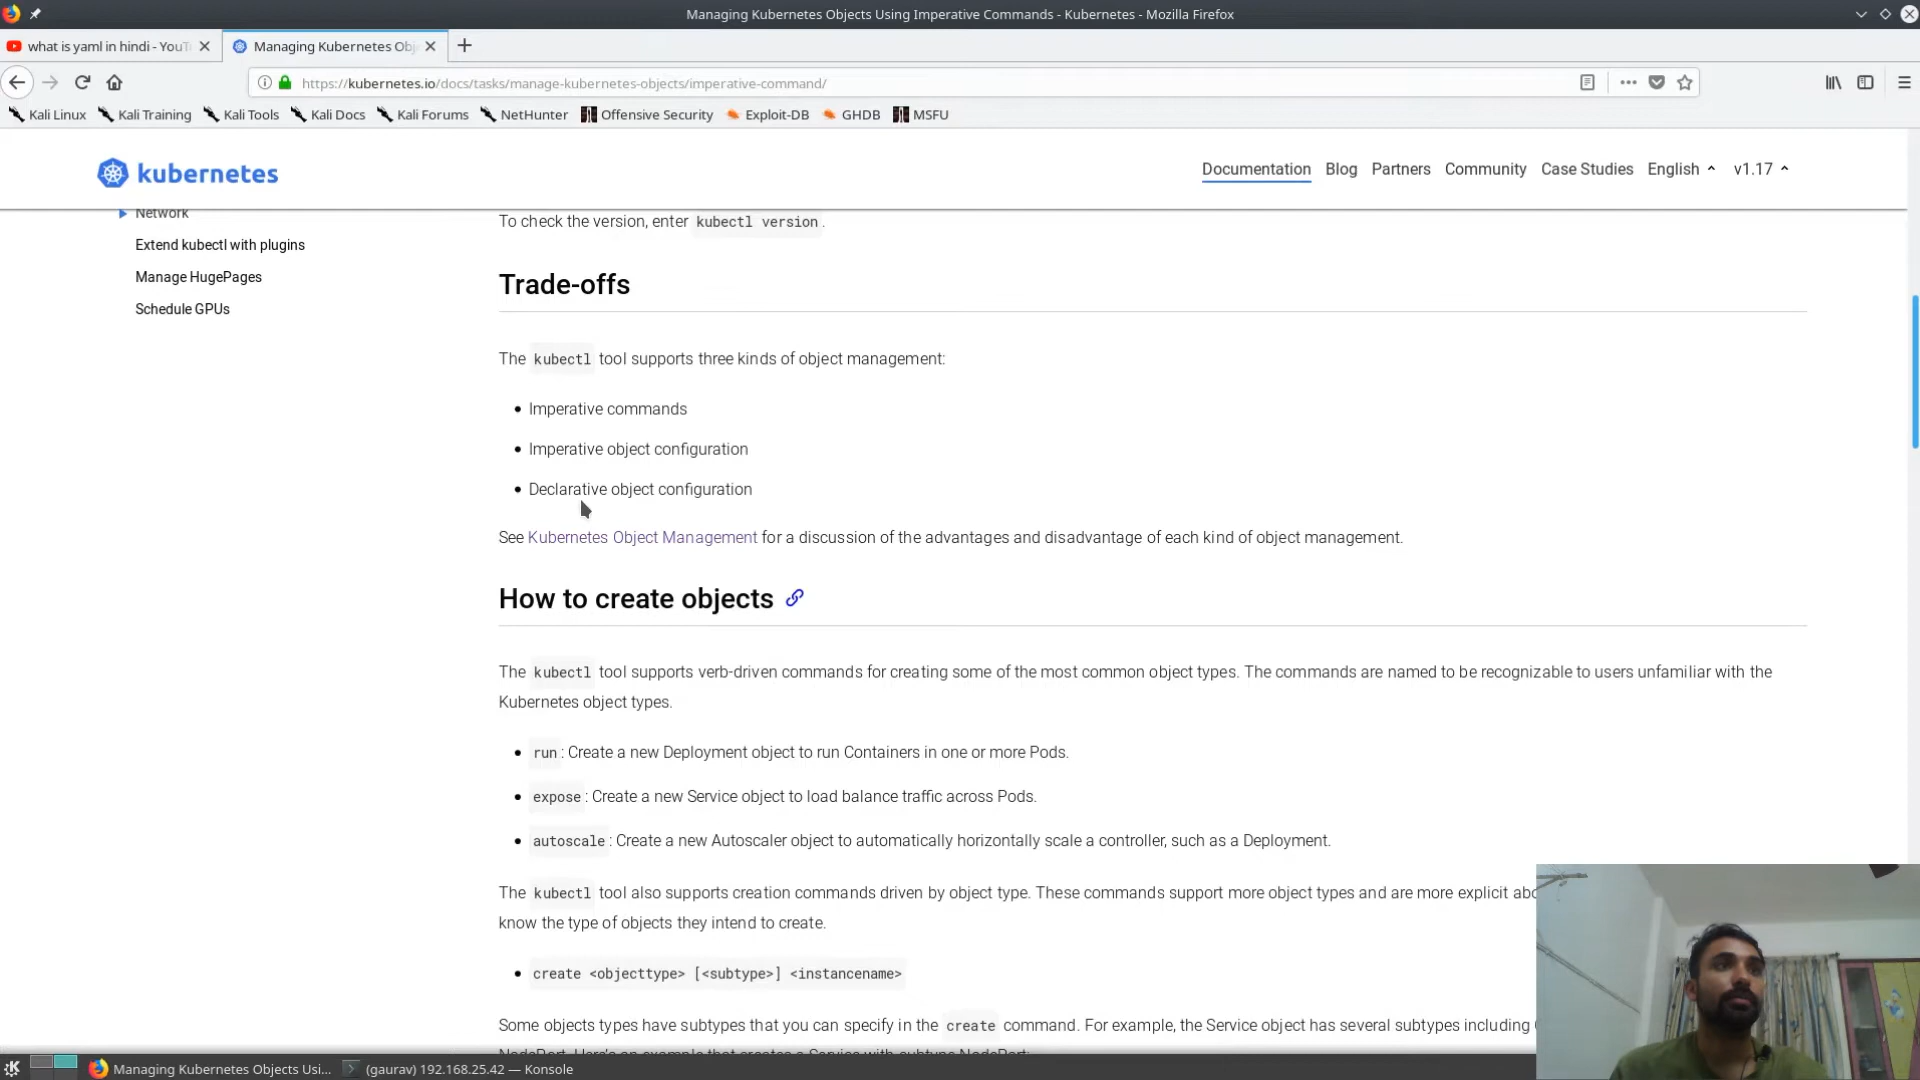 Managing Kubernetes Objects Using Imperative Commands - Kubernetes - Mozilla Firefox
what is yaml in hindi - YouT
Managing Kubernetes Obj
https://kubernetes.io/docs/tasks/manage-kubernetes-objects/imperative-command/
Kali Linux Kali Training Kali Tools Kali Docs Kali Forums NetHunter Offensive Security Exploit-DB GHDB MSFU
kubernetes
Documentation Blog Partners Community Case Studies English v1.17
Network
Extend kubectl with plugins
Manage HugePages
Schedule GPUs
To check the version, enter kubectl version.
Trade-offs
The kubectl tool supports three kinds of object management:
• Imperative commands
• Imperative object configuration
• Declarative object configuration
See Kubernetes Object Management for a discussion of the advantages and disadvantage of each kind of object management.
How to create objects
The kubectl tool supports verb-driven commands for creating some of the most common object types. The commands are named to be recognizable to users unfamiliar with the
Kubernetes object types.
• run: Create a new Deployment object to run Containers in one or more Pods.
• expose: Create a new Service object to load balance traffic across Pods.
• autoscale: Create a new Autoscaler object to automatically horizontally scale a controller, such as a Deployment.
The kubectl tool also supports creation commands driven by object type. These commands support more object types and are more explicit abo
know the type of objects they intend to create.
• create <objecttype> [<subtype>] <instancename>
Some objects types have subtypes that you can specify in the create command. For example, the Service object has several subtypes including
NodePort. Here's an example that creates a Service with subtype NodePort:
Managing Kubernetes Objects Usi... (gaurav) 192.168.25.42 — Konsole